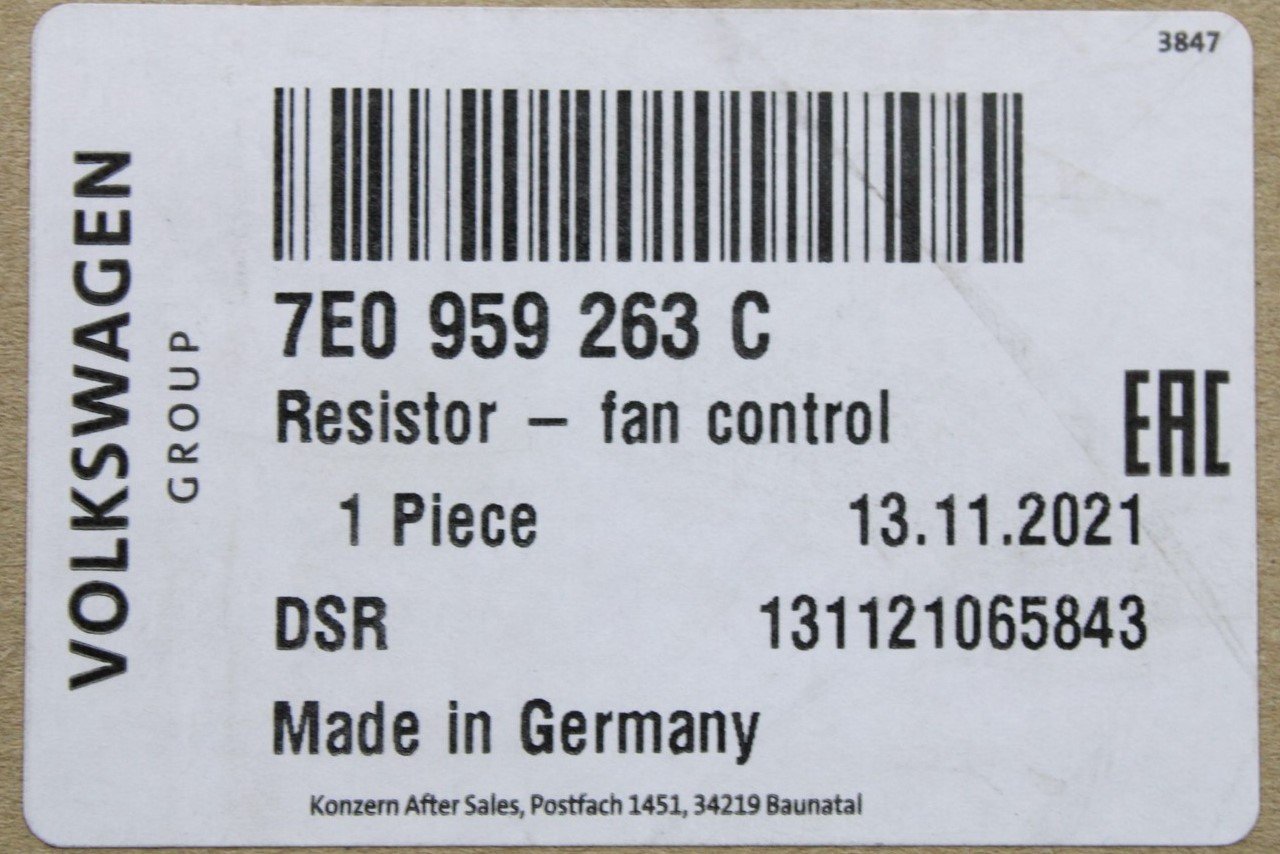 3847
VOLKSWAGEN
GROUP
7E0 959 263 C
Resistor – fan control
EAC
1 Piece 13.11.2021
DSR 131121065843
Made in Germany
Konzern After Sales, Postfach 1451, 34219 Baunatal